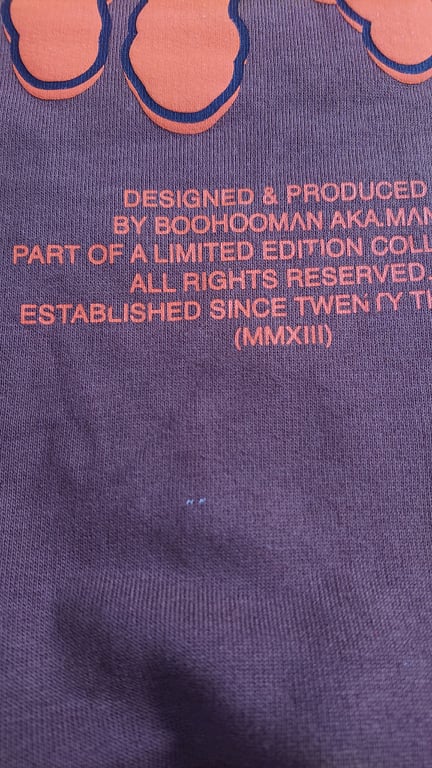 DESIGNED & PRODUCED
BY BOOHOOMAN AKA.MAN
PART OF A LIMITED EDITION COLL
ALL RIGHTS RESERVED.
ESTABLISHED SINCE TWENTY TH
(MMXIII)